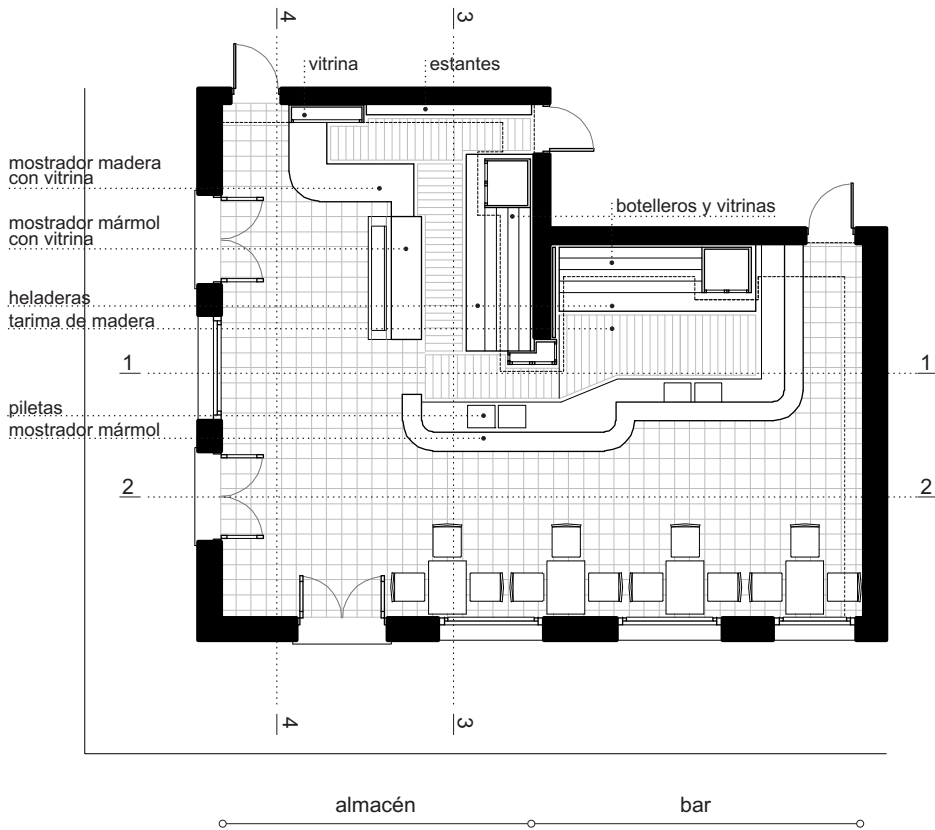 4
3
vitrina
estantes
mostrador madera
con vitrina
mostrador mármol
con vitrina
botelleros y vitrinas
heladeras
tarima de madera
1
1
piletas
mostrador mármol
2
2
4
3
almacén
bar